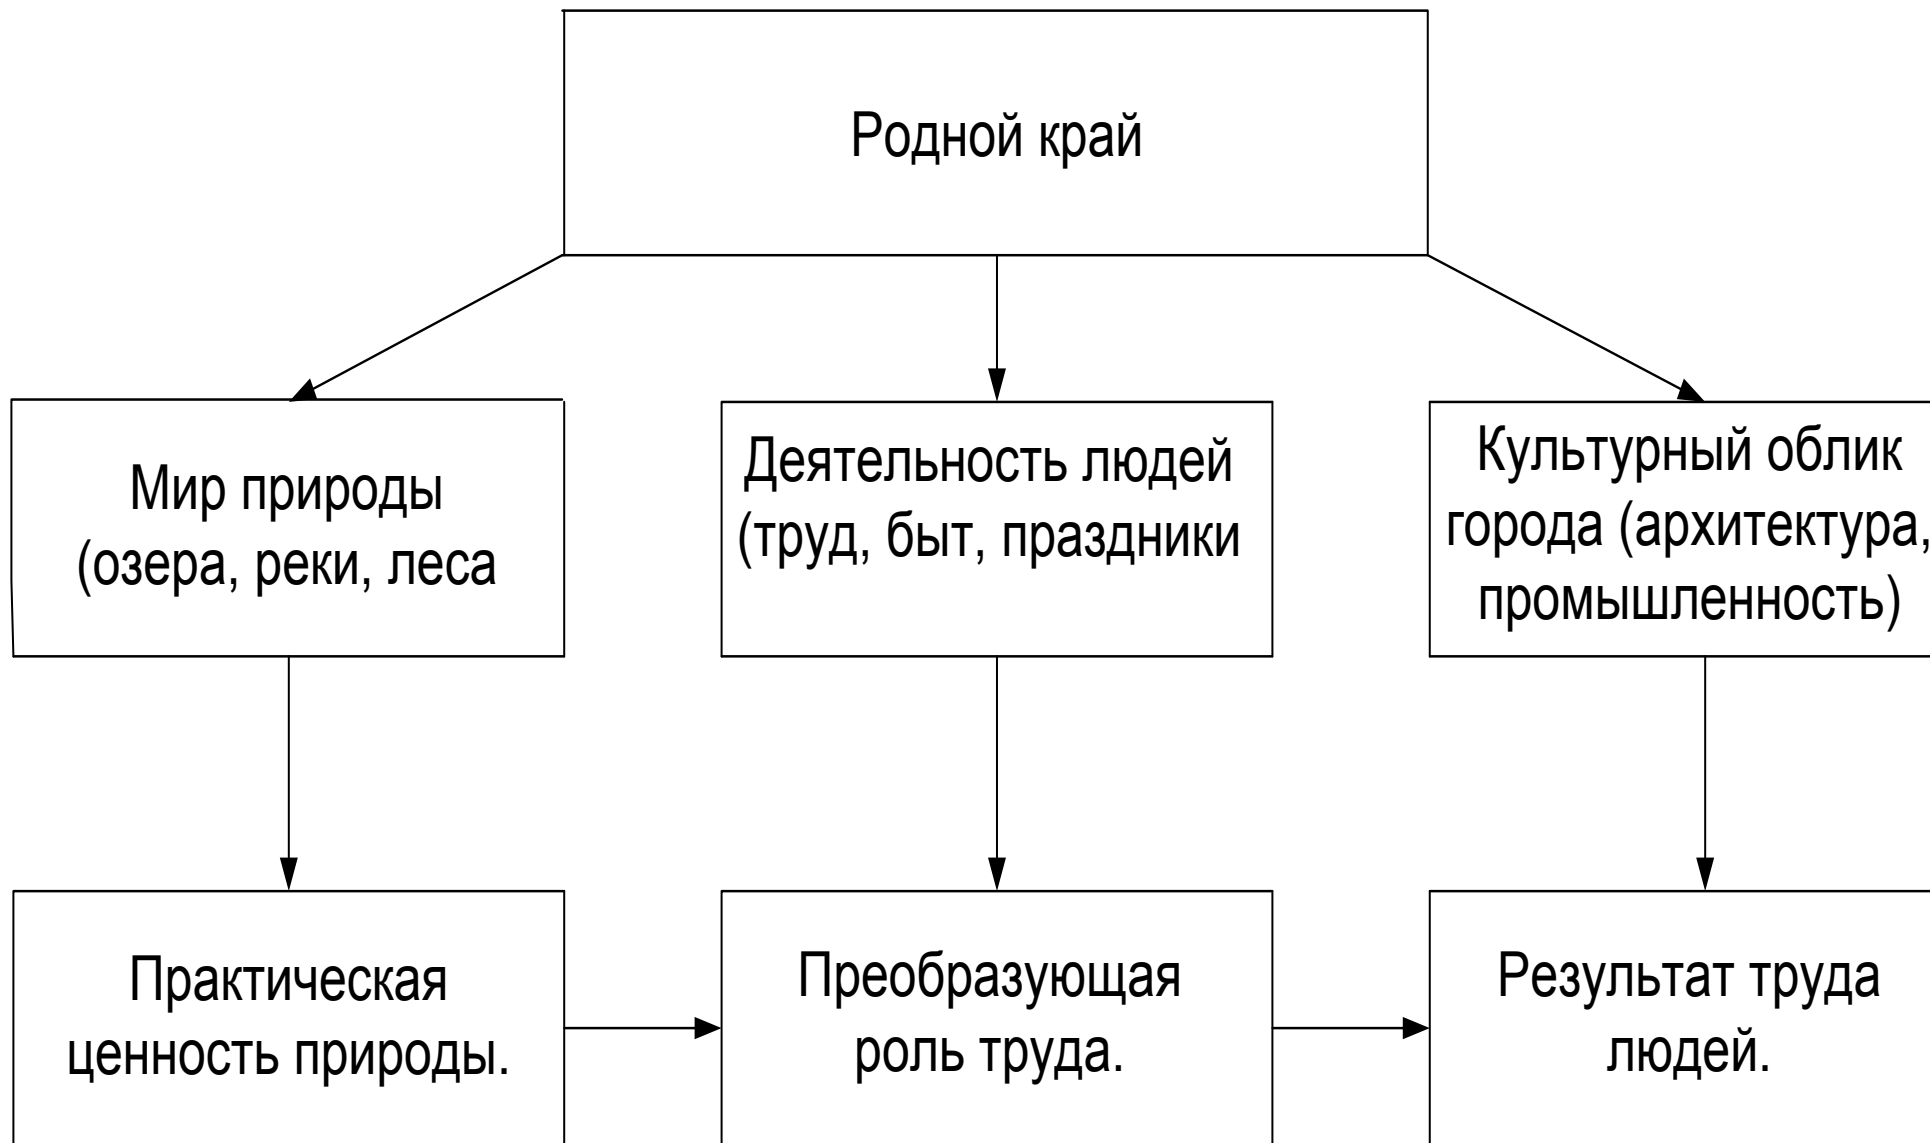 Родной край
Мир природы
(озера, реки, леса
Деятельность людей
(труд, быт, праздники
Культурный облик
города (архитектура,
промышленность)
Практическая
ценность природы.
Преобразующая
роль труда.
Результат труда
людей.